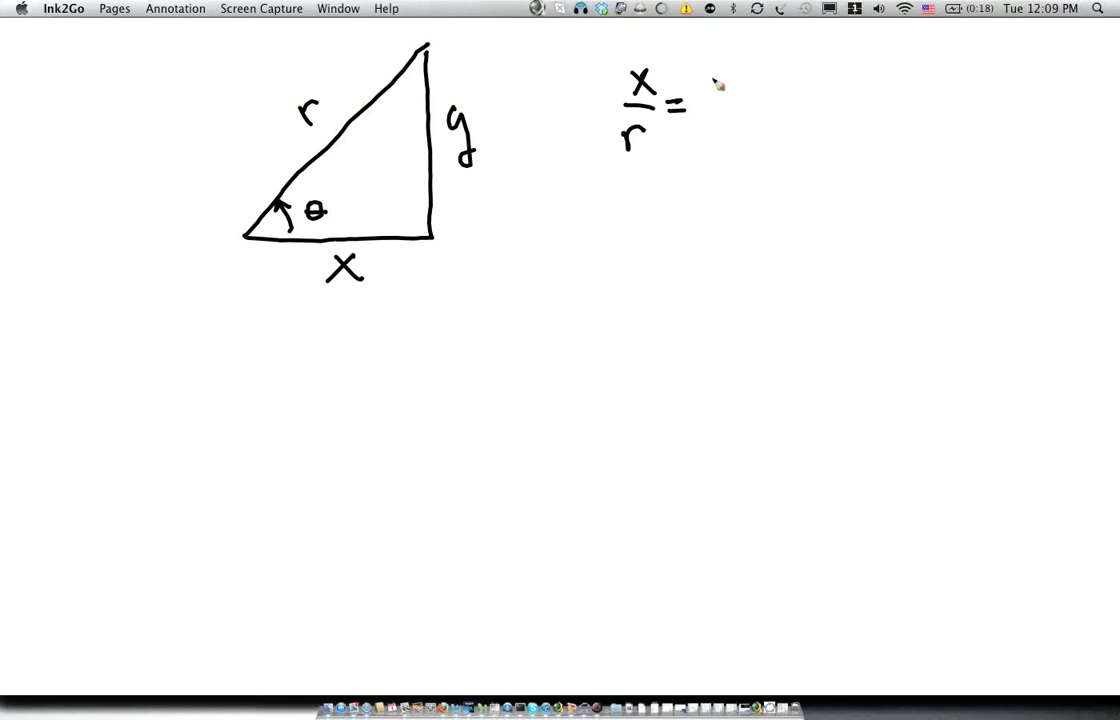 Ink2Go Pages Annotation Screen Capture Window Help (0:18) Tue 12:09 PM
r
y
θ
x
x/r =